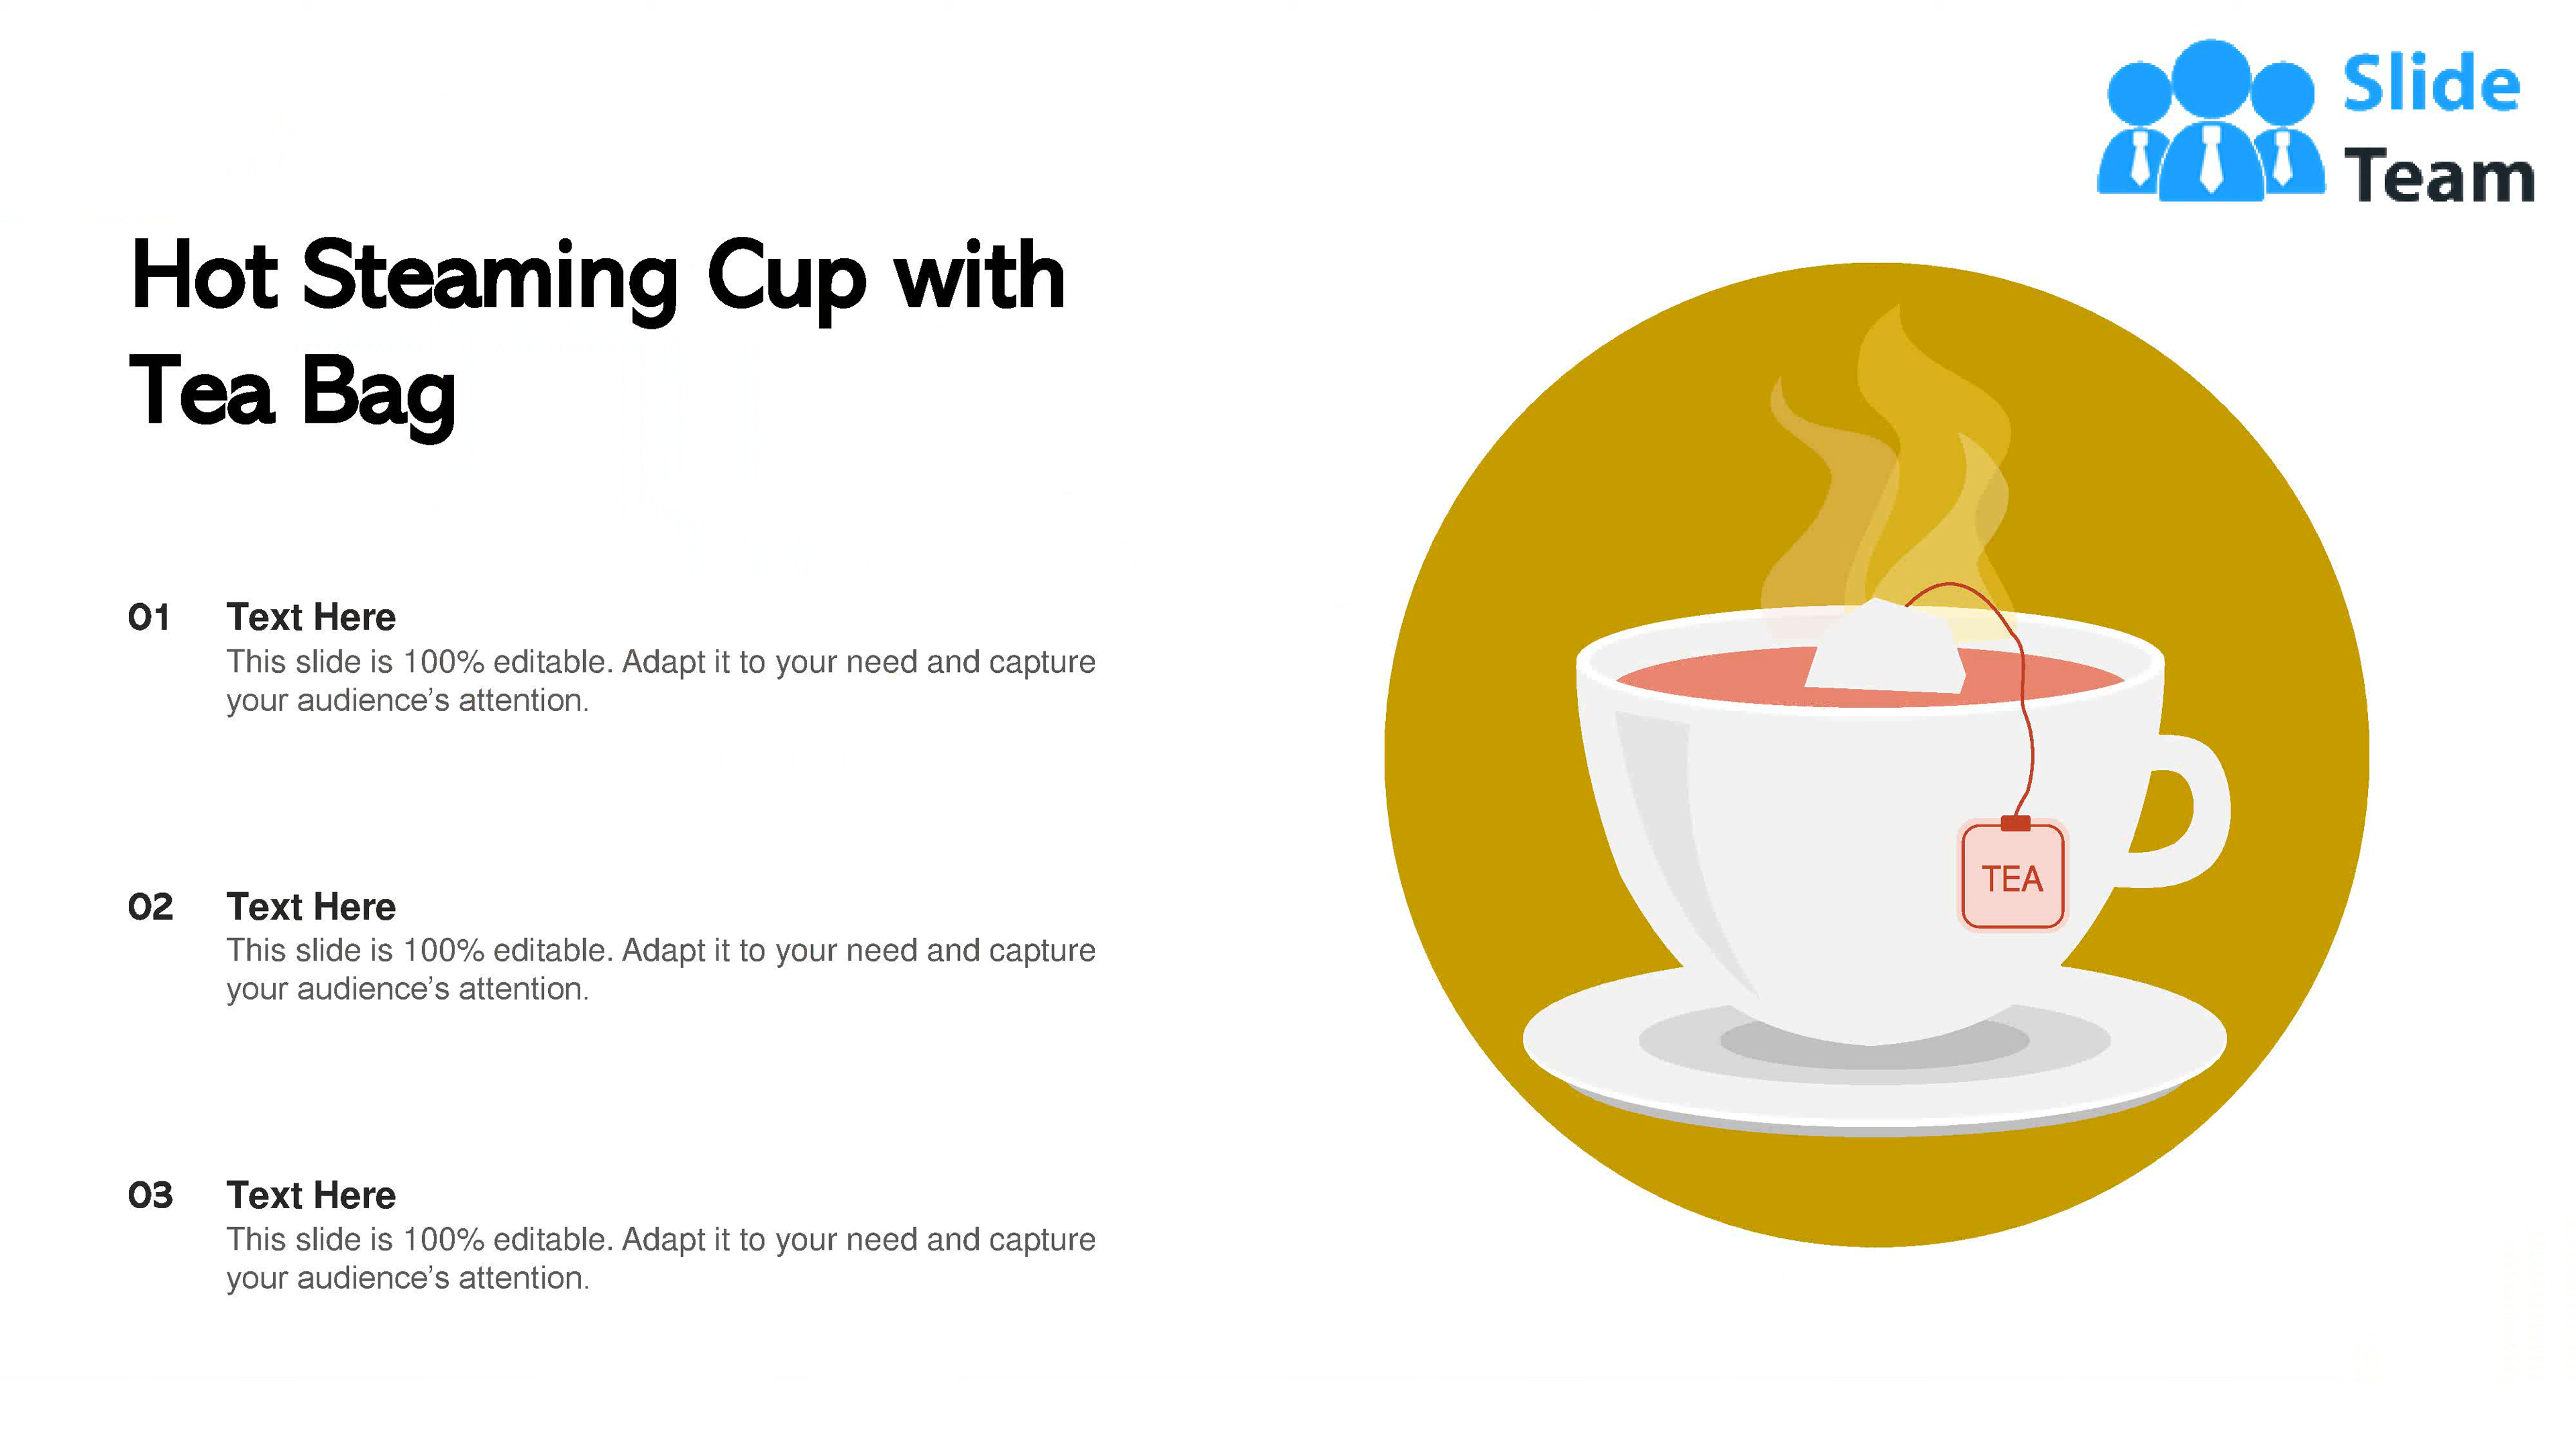 Slide
Team
Hot Steaming Cup with
Tea Bag
01 Text Here
This slide is 100% editable. Adapt it to your need and capture
your audience’s attention.
02 Text Here
This slide is 100% editable. Adapt it to your need and capture
your audience’s attention.
03 Text Here
This slide is 100% editable. Adapt it to your need and capture
your audience’s attention.
TEA